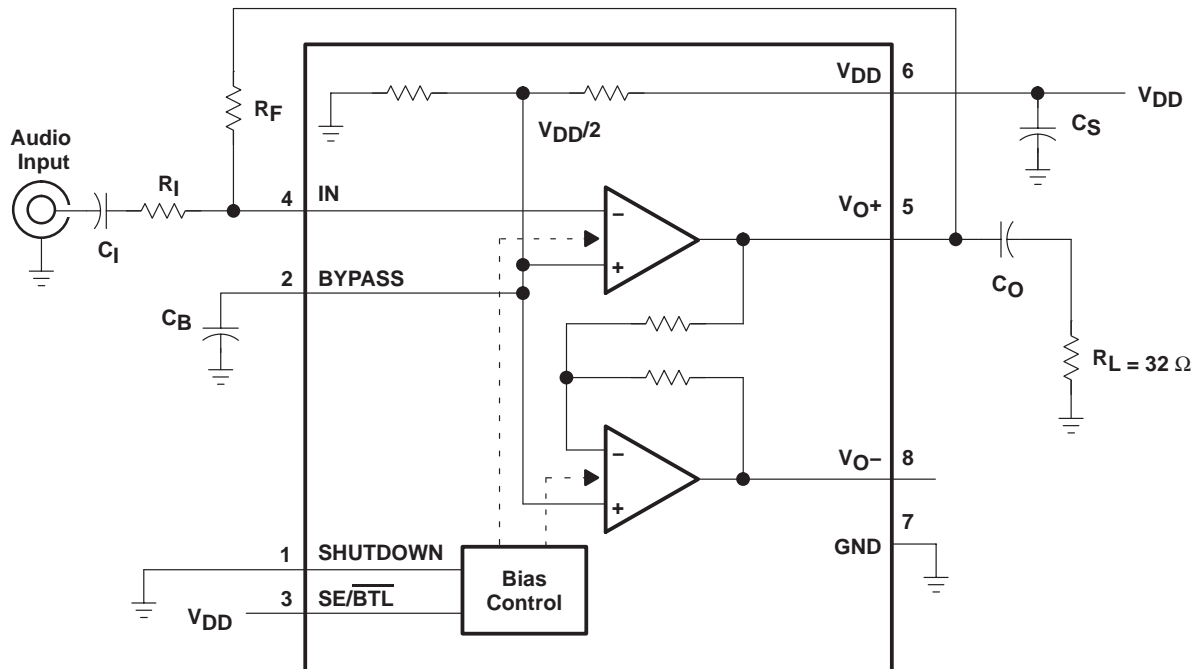 VDD 6
RF
VDD/2
CS
VDD
Audio
Input
RI
CI
4 IN
−
+
VO+ 5
CO
2 BYPASS
CB
RL = 32 Ω
−
+
VO− 8
7
GND
1 SHUTDOWN
3 SE/B̅T̅L̅
VDD
Bias
Control